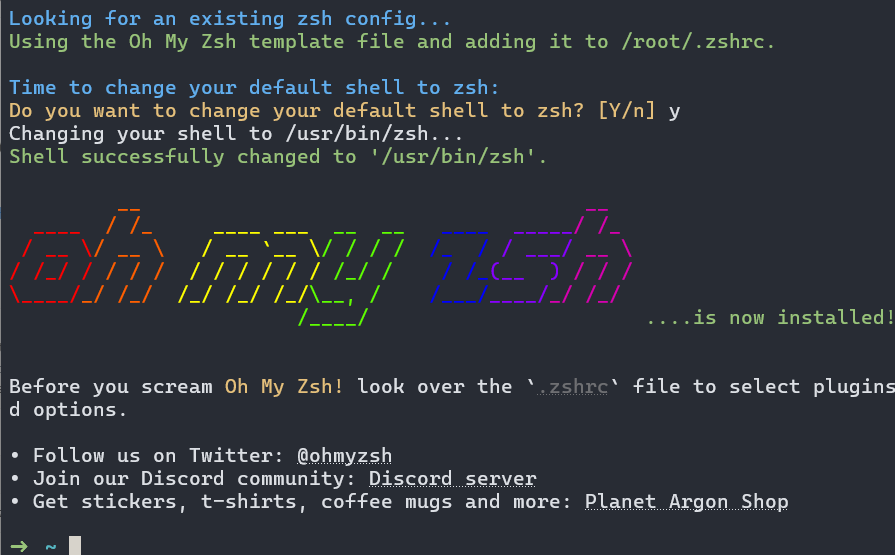 Looking for an existing zsh config...
Using the Oh My Zsh template file and adding it to /root/.zshrc.
Time to change your default shell to zsh:
Do you want to change your default shell to zsh? [Y/n] y
Changing your shell to /usr/bin/zsh...
Shell successfully changed to '/usr/bin/zsh'.
oh my zsh
....is now installed!
Before you scream Oh My Zsh! look over the `.zshrc` file to select plugins
d options.
• Follow us on Twitter: @ohmyzsh
• Join our Discord community: Discord server
• Get stickers, t-shirts, coffee mugs and more: Planet Argon Shop
➜ ~